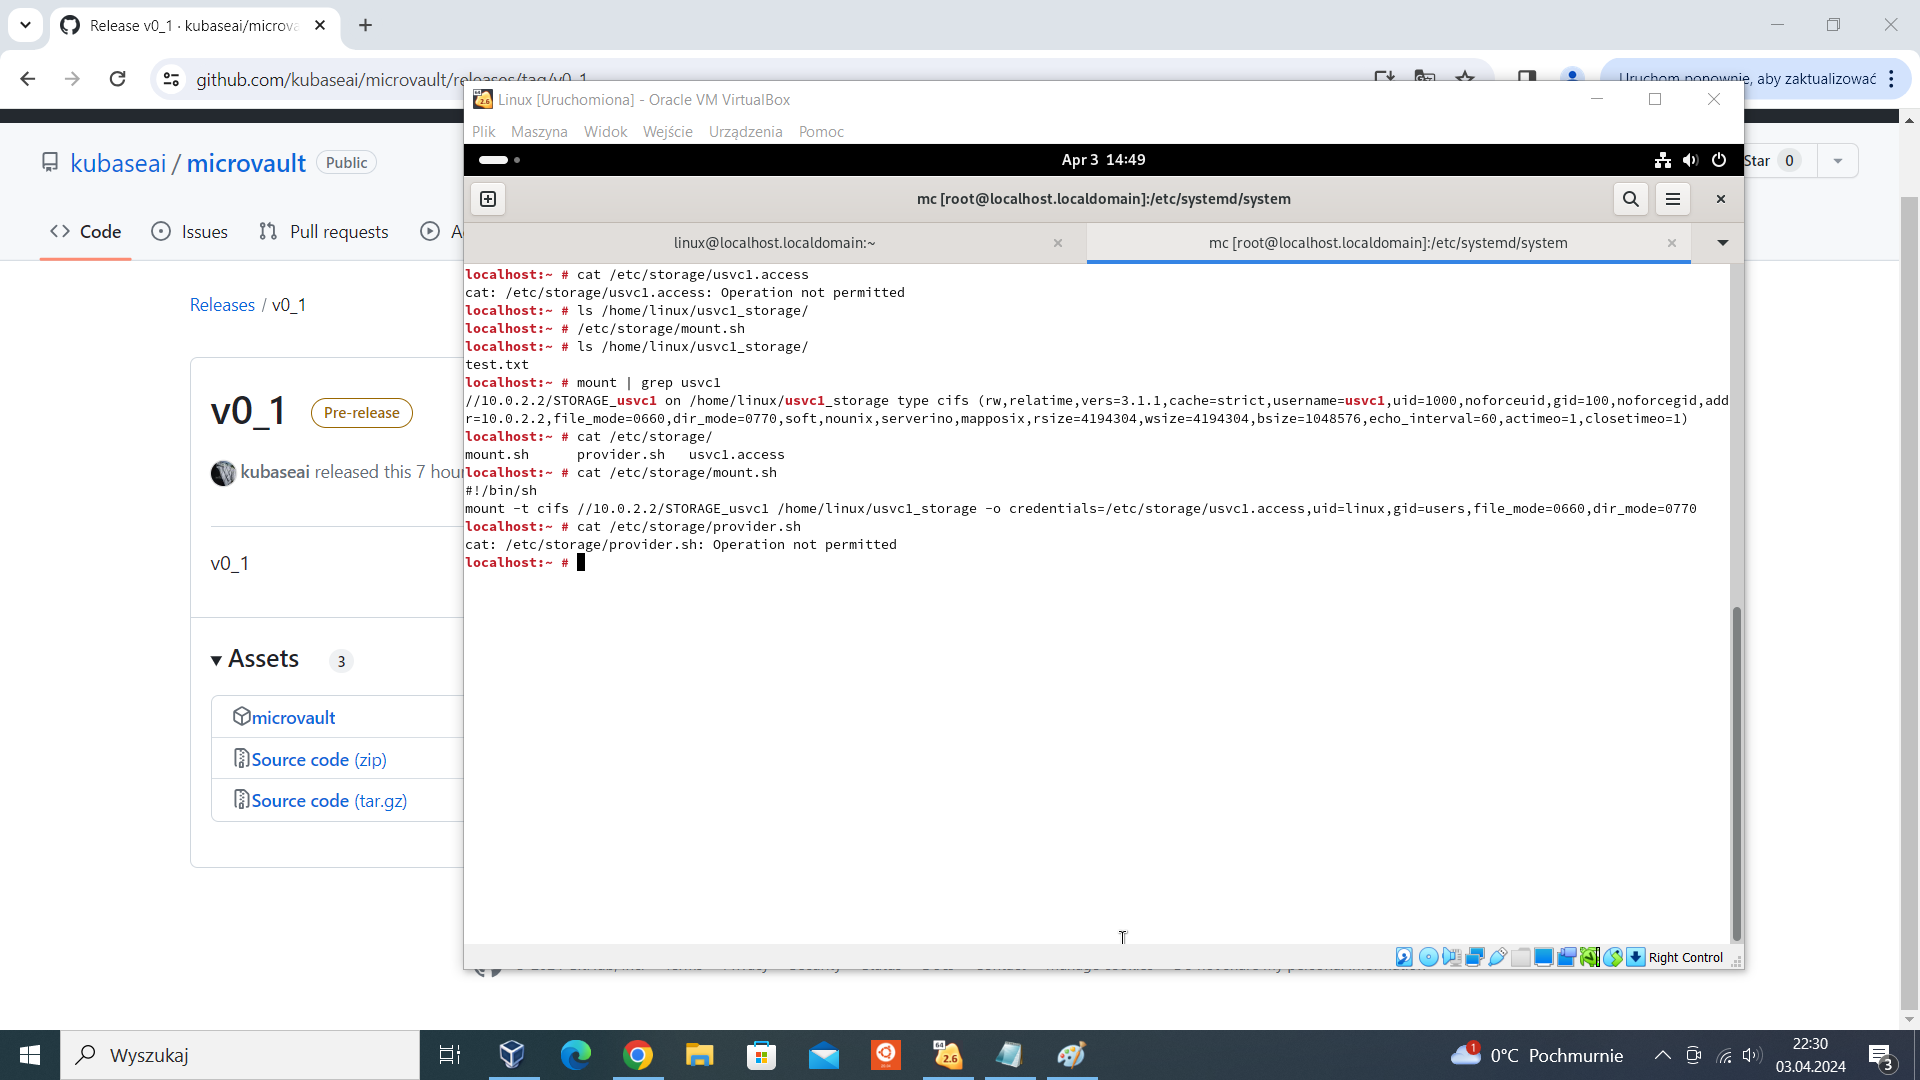 Release v0_1 · kubaseai/microva
github.com/kubaseai/microvault/releases/tag/v0_1
Uruchom ponownie, aby zaktualizować
kubaseai / microvault Public
Star 0
Code
Issues
Pull requests
A
Releases / v0_1
v0_1 Pre-release
kubaseai released this 7 hou
v0_1
Assets 3
microvault
Source code (zip)
Source code (tar.gz)
Linux [Uruchomiona] - Oracle VM VirtualBox
Plik Maszyna Widok Wejście Urządzenia Pomoc
Apr 3 14:49
mc [root@localhost.localdomain]:/etc/systemd/system
linux@localhost.localdomain:~
mc [root@localhost.localdomain]:/etc/systemd/system
localhost:~ # cat /etc/storage/usvc1.access
cat: /etc/storage/usvc1.access: Operation not permitted
localhost:~ # ls /home/linux/usvc1_storage/
localhost:~ # /etc/storage/mount.sh
localhost:~ # ls /home/linux/usvc1_storage/
test.txt
localhost:~ # mount | grep usvc1
//10.0.2.2/STORAGE_usvc1 on /home/linux/usvc1_storage type cifs (rw,relatime,vers=3.1.1,cache=strict,username=usvc1,uid=1000,noforceuid,gid=100,noforcegid,add
r=10.0.2.2,file_mode=0660,dir_mode=0770,soft,nounix,serverino,mapposix,rsize=4194304,wsize=4194304,bsize=1048576,echo_interval=60,actimeo=1,closetimeo=1)
localhost:~ # cat /etc/storage/
mount.sh provider.sh usvc1.access
localhost:~ # cat /etc/storage/mount.sh
#!/bin/sh
mount -t cifs //10.0.2.2/STORAGE_usvc1 /home/linux/usvc1_storage -o credentials=/etc/storage/usvc1.access,uid=linux,gid=users,file_mode=0660,dir_mode=0770
localhost:~ # cat /etc/storage/provider.sh
cat: /etc/storage/provider.sh: Operation not permitted
localhost:~ #
Right Control
Wyszukaj
64
2.6
1
0°C Pochmurnie
22:30
03.04.2024
3